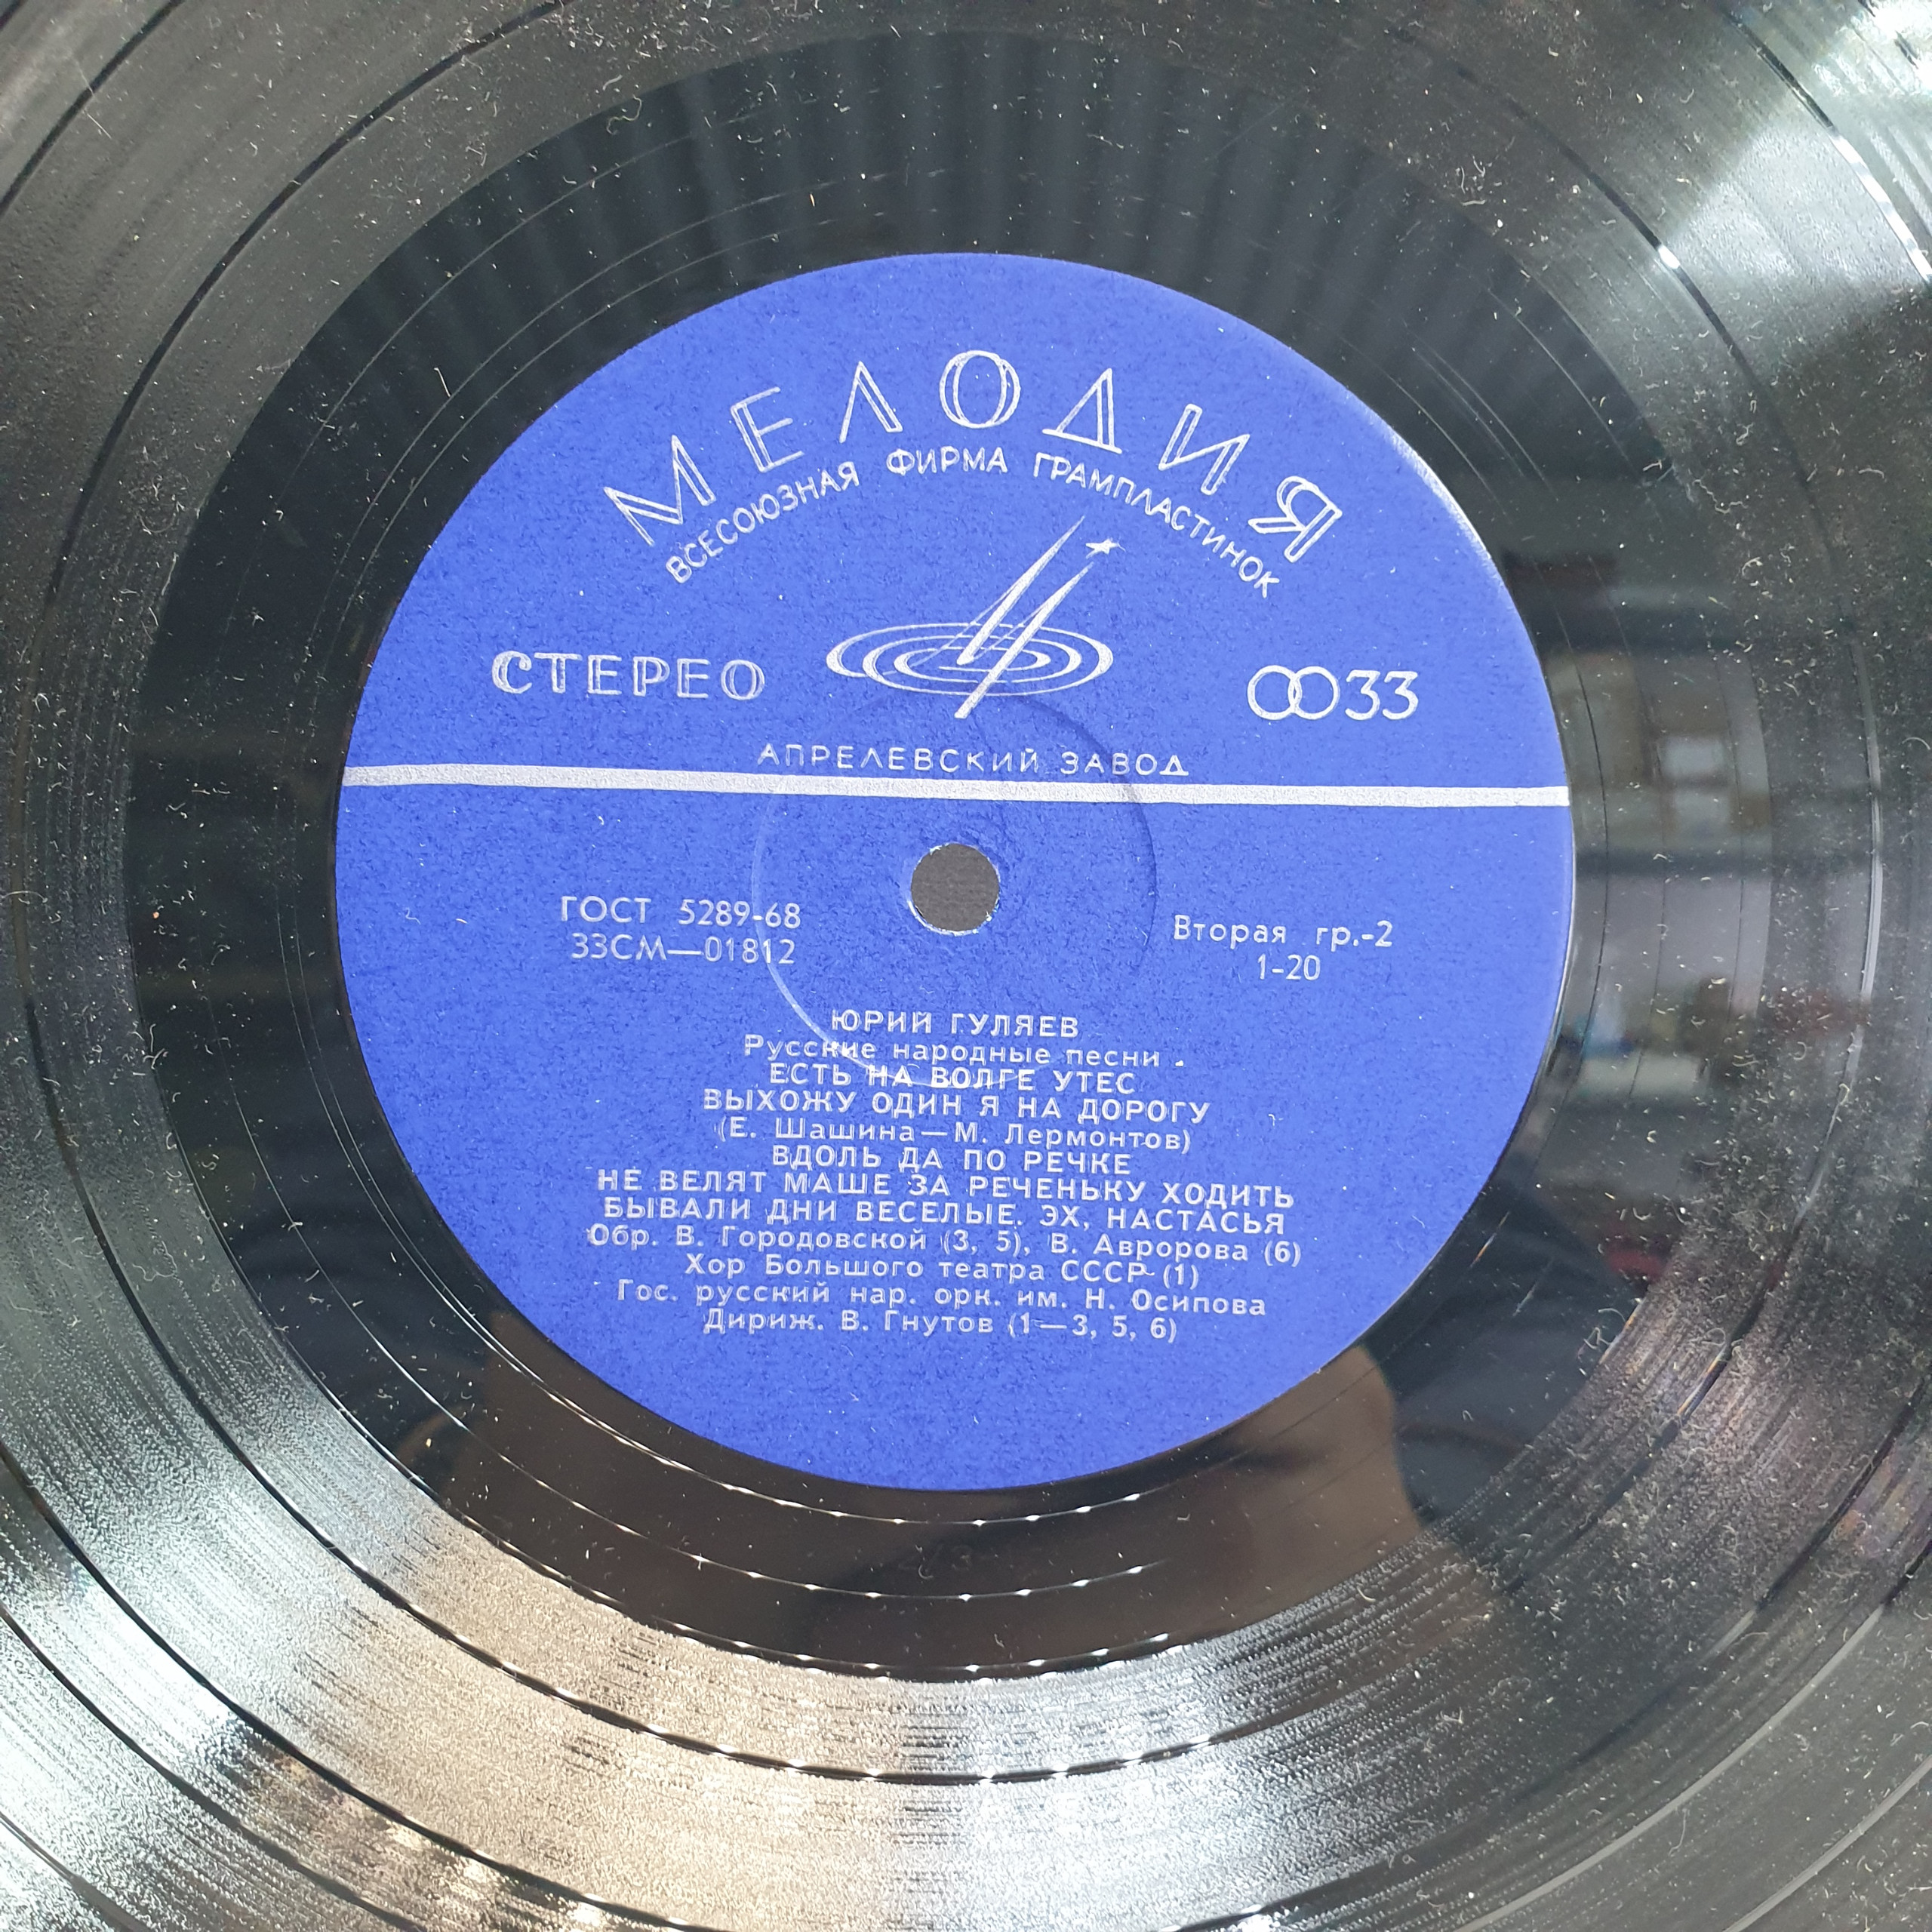 МЕЛОДИЯ
ВСЕСОЮЗНАЯ ФИРМА ГРАМПЛАСТИНОК
СТЕРЕО
33
АПРЕЛЕВСКИЙ ЗАВОД
ГОСТ 5289-68
33СМ—01812
Вторая гр.-2
1-20
ЮРИЙ ГУЛЯЕВ
Русские народные песни
ЕСТЬ НА ВОЛГЕ УТЕС
ВЫХОЖУ ОДИН Я НА ДОРОГУ
(Е. Шашина—М. Лермонтов)
ВДОЛЬ ДА ПО РЕЧКЕ
НЕ ВЕЛЯТ МАШЕ ЗА РЕЧЕНЬКУ ХОДИТЬ
БЫВАЛИ ДНИ ВЕСЕЛЫЕ. ЭХ, НАСТАСЬЯ
Обр. В. Городовской (3, 5), В. Авророва (6)
Хор Большого театра СССР (1)
Гос. русский нар. орк. им. Н. Осипова
Дириж. В. Гнутов (1—3, 5, 6)